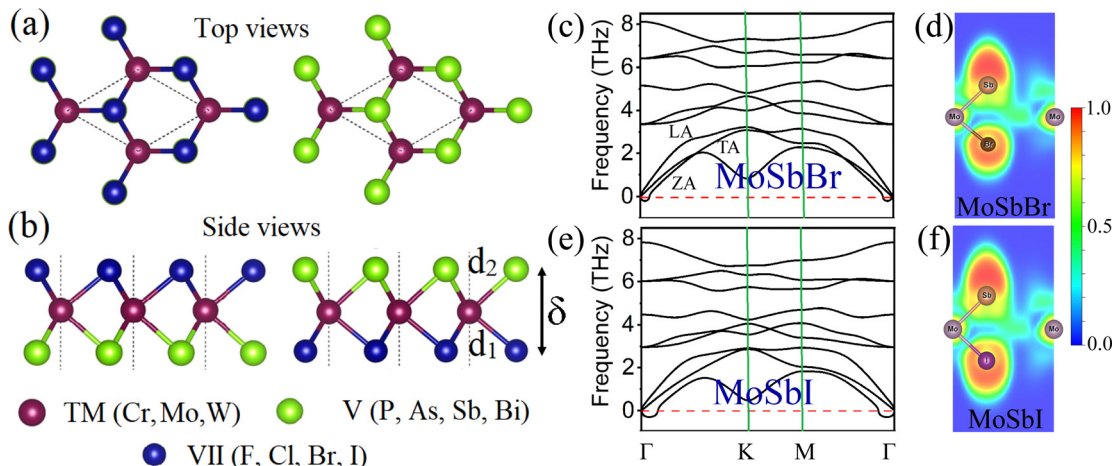 (a)
Top views
(b)
Side views
d2
δ
d1
TM (Cr, Mo,W)
V (P, As, Sb, Bi)
VII (F, Cl, Br, I)
(c)
Frequency (THz)
8
6
4
2
0
LA
TA
ZA
MoSbBr
(d)
Sb
Mo
Mo
Br
MoSbBr
1.0
0.5
0.0
(e)
Frequency (THz)
8
6
4
2
0
MoSbI
Γ
K
M
Γ
(f)
Sb
Mo
Mo
I
MoSbI